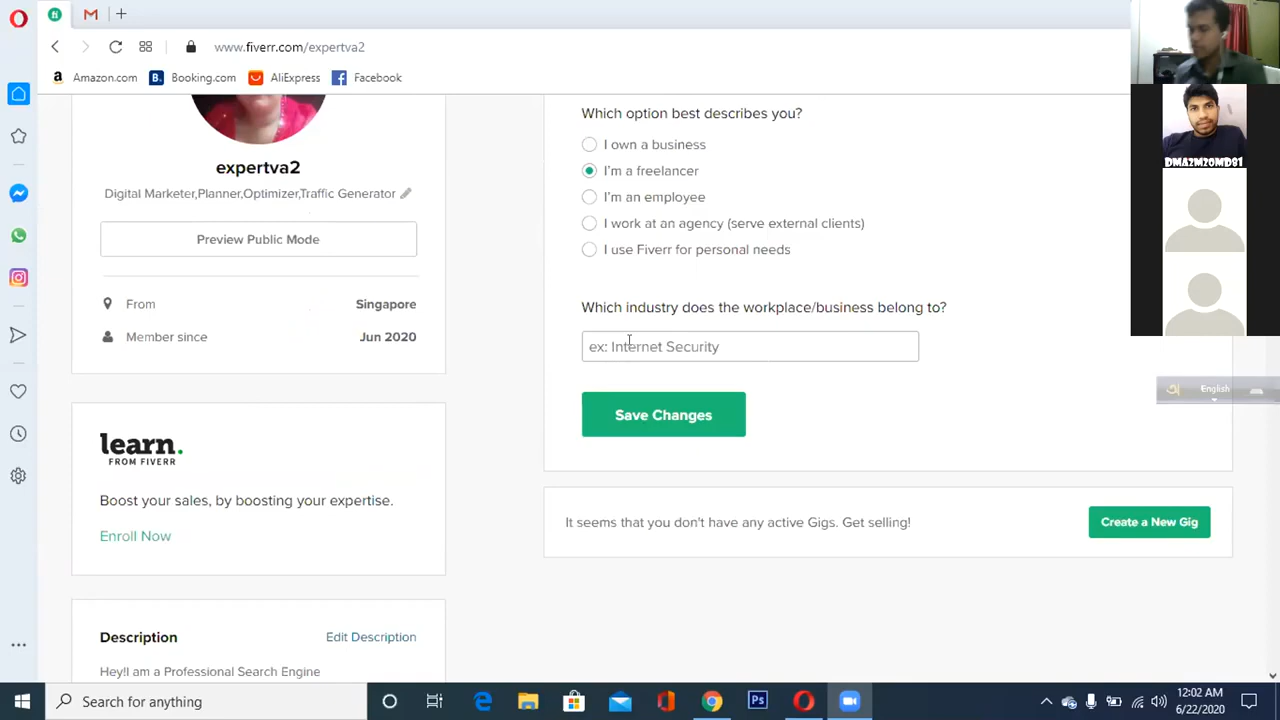 www.fiverr.com/expertva2
Amazon.com
Booking.com
AliExpress
Facebook
Which option best describes you?
I own a business
I'm a freelancer
I'm an employee
I work at an agency (serve external clients)
I use Fiverr for personal needs
Which industry does the workplace/business belong to?
ex: Internet Security
Save Changes
It seems that you don't have any active Gigs. Get selling!
Create a New Gig
expertva2
Digital Marketer,Planner,Optimizer,Traffic Generator
Preview Public Mode
From Singapore
Member since Jun 2020
learn.
FROM FIVERR
Boost your sales, by boosting your expertise.
Enroll Now
Description Edit Description
Hey!I am a Professional Search Engine
DMA2M20MD81
English
Search for anything
12:02 AM
6/22/2020